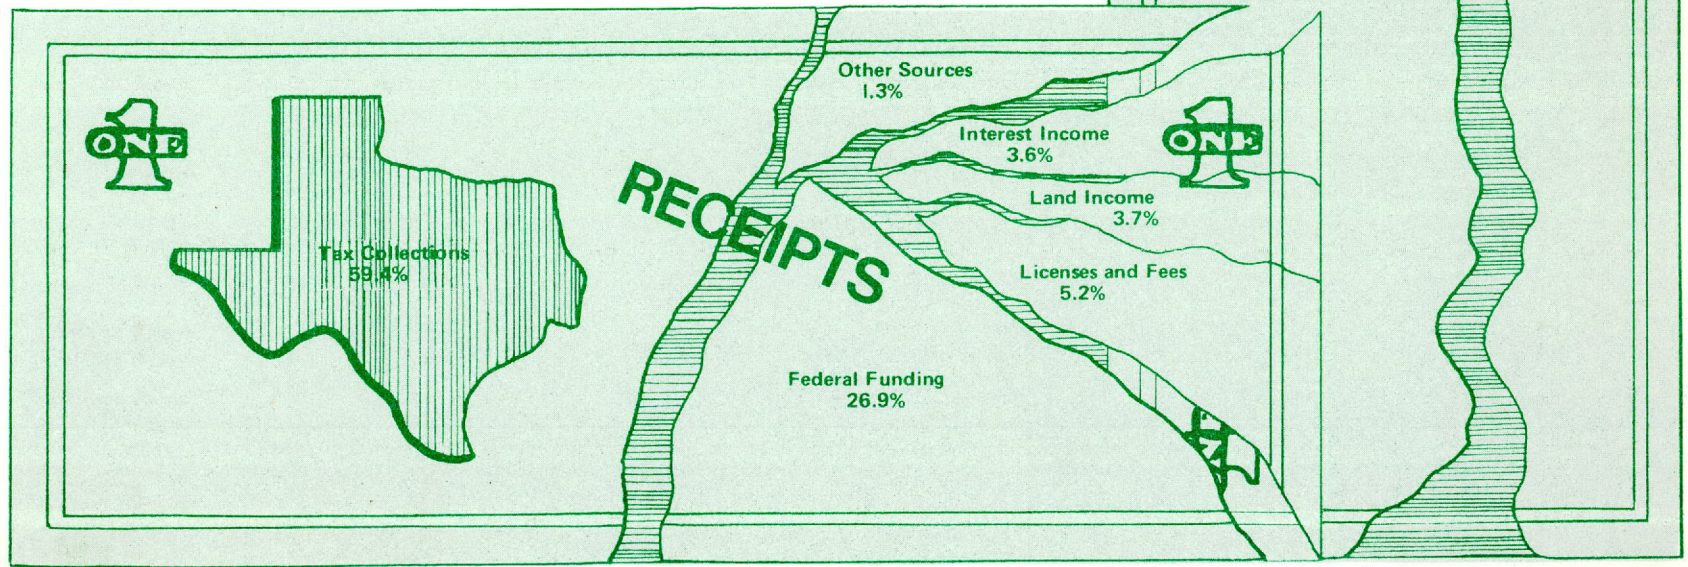 ONE
Tax Collections
59.4%
RECEIPTS
Other Sources
1.3%
Interest Income
3.6%
ONE
Land Income
3.7%
Licenses and Fees
5.2%
Federal Funding
26.9%